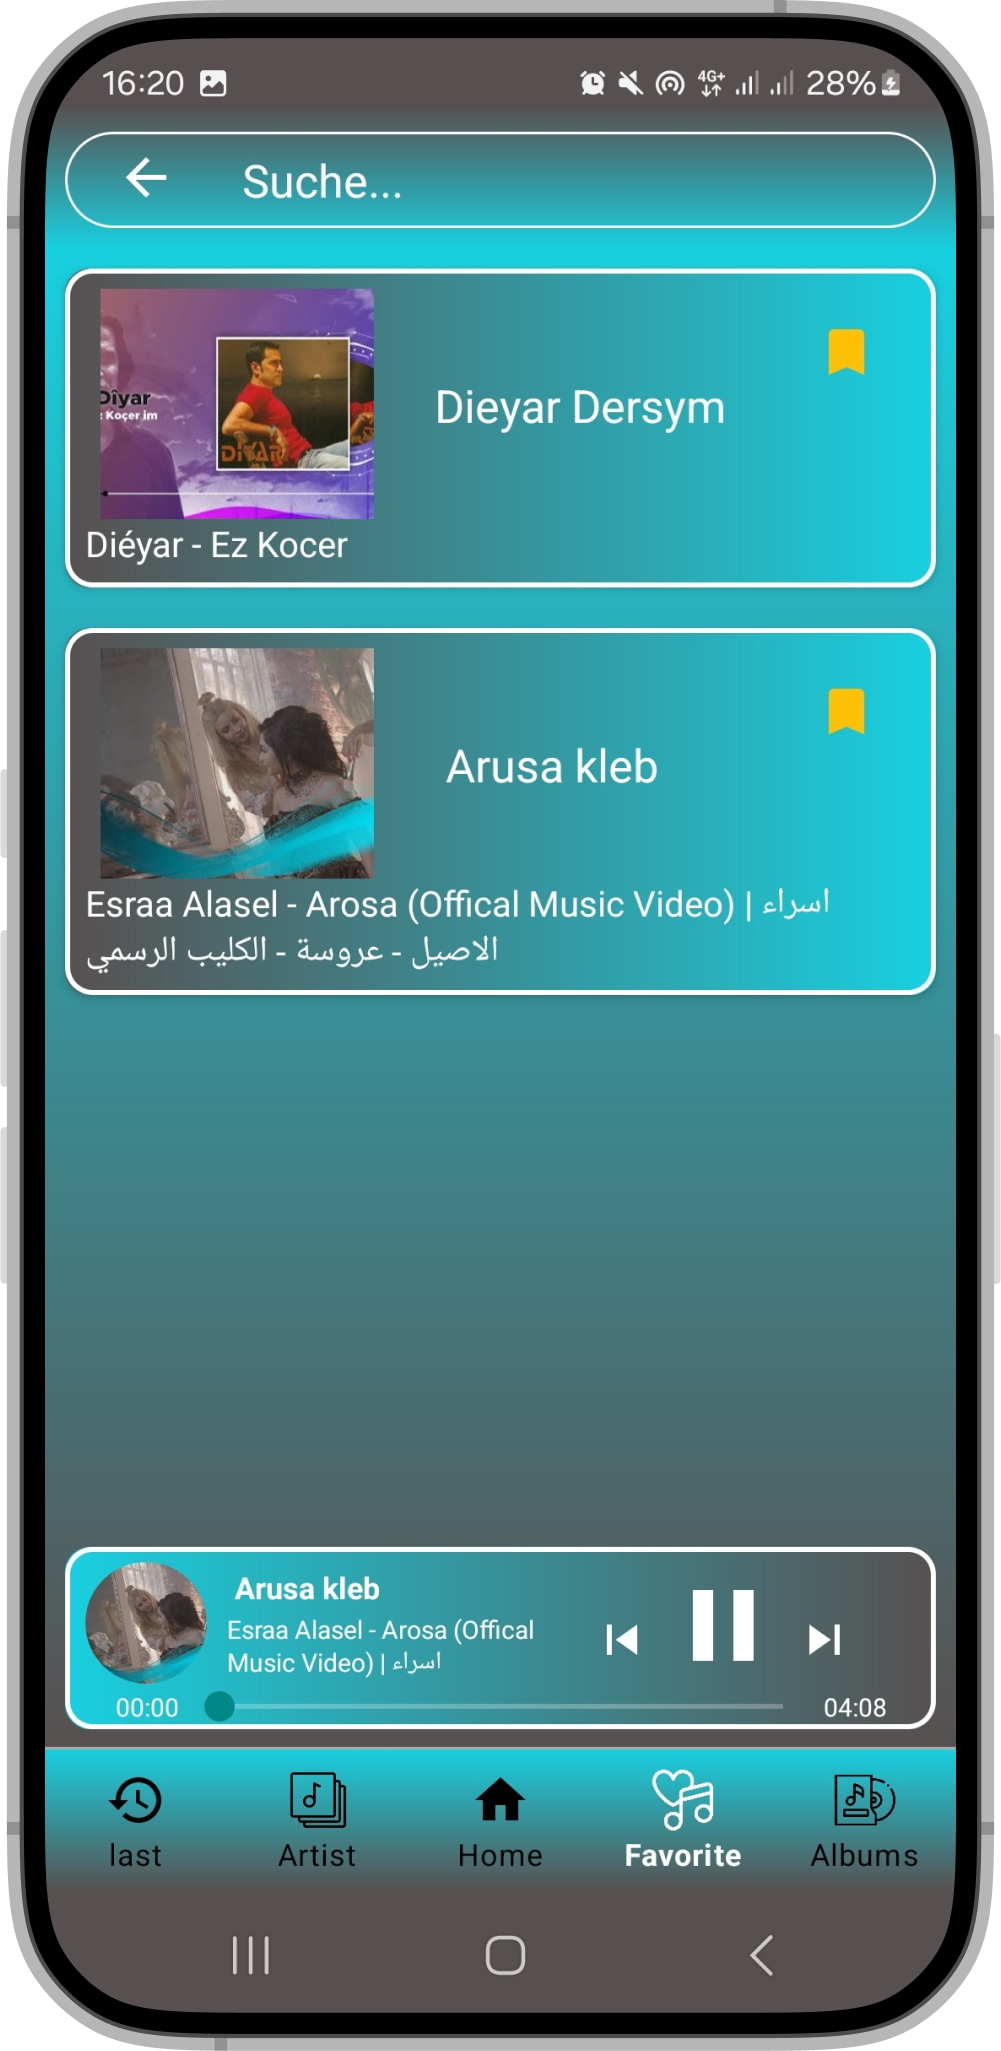 16:20
4G+
28%
Suche...
Dîyar
Koçer im
DİYAR
Dieyar Dersym
Diéyar - Ez Kocer
Arusa kleb
Esraa Alasel - Arosa (Offical Music Video) | اسراء
الاصيل - عروسة - الكليب الرسمي
Arusa kleb
Esraa Alasel - Arosa (Offical
Music Video) | اسراء
00:00
04:08
last
Artist
Home
Favorite
Albums